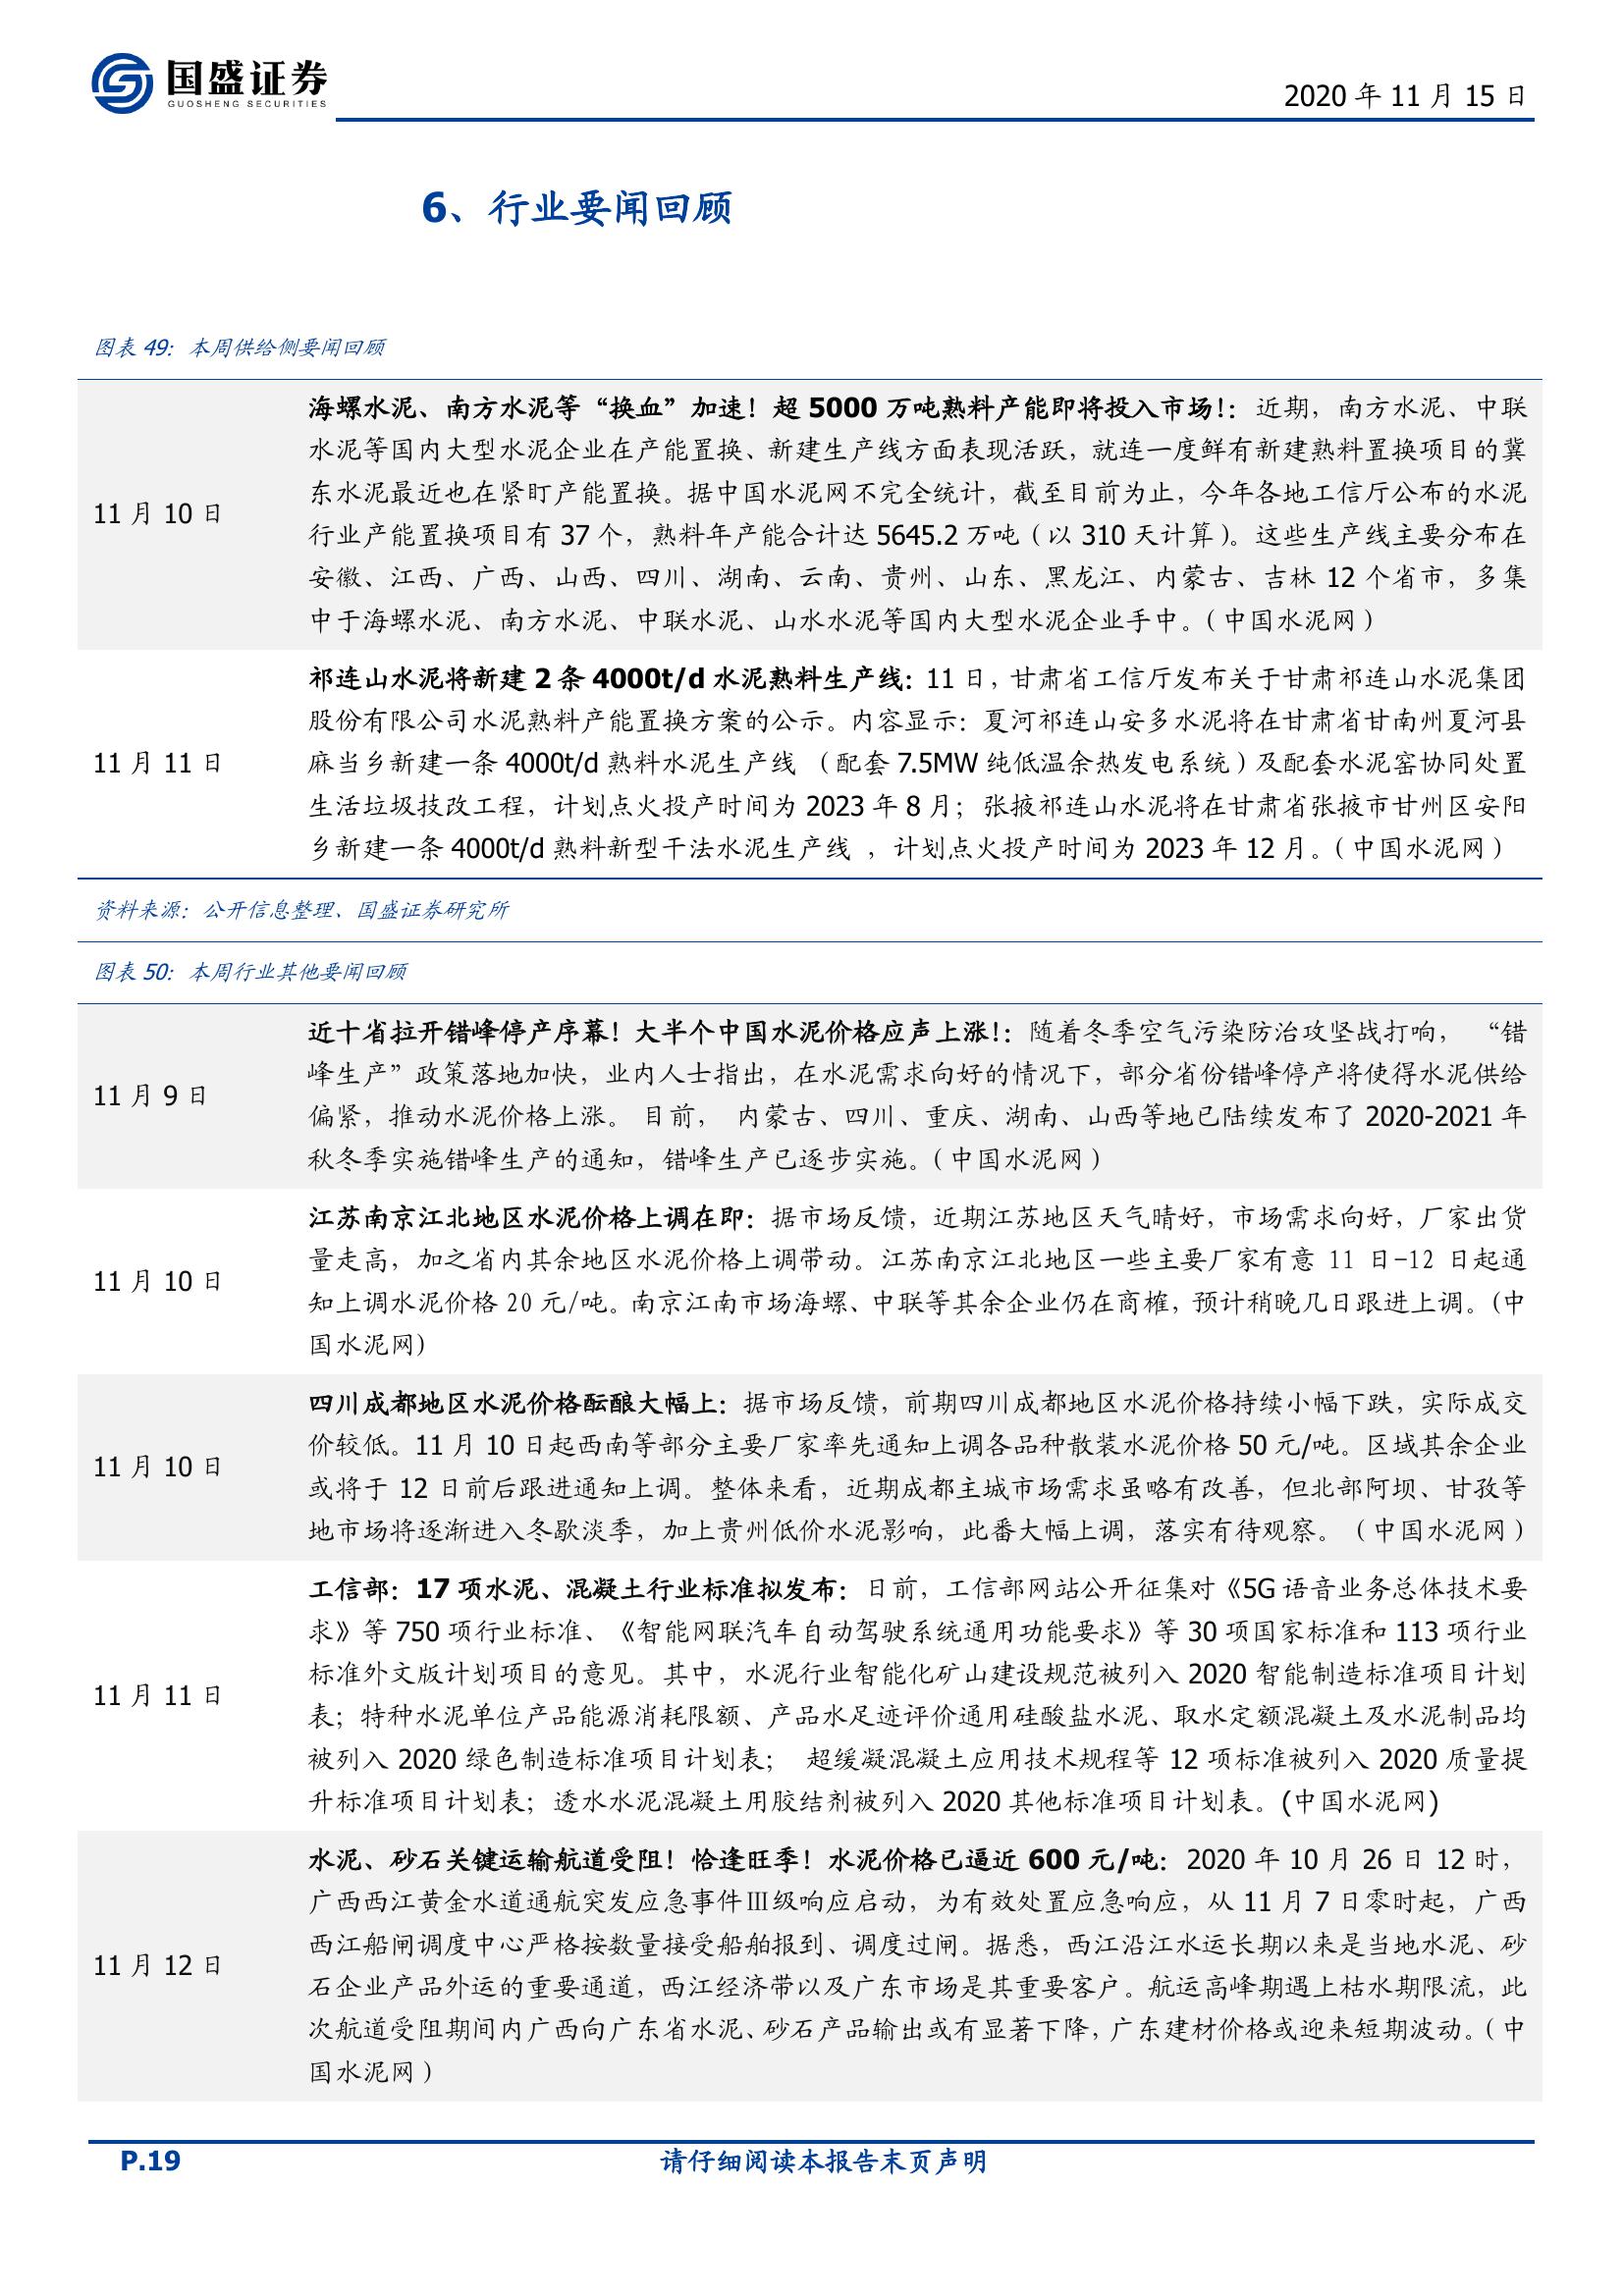 国盛证券
GUOSHENG SECURITIES
2020 年 11 月 15 日
6、行业要闻回顾
图表 49：本周供给侧要闻回顾
11 月 10 日
海螺水泥、南方水泥等“换血”加速！超 5000 万吨熟料产能即将投入市场！：近期，南方水泥、中联
水泥等国内大型水泥企业在产能置换、新建生产线方面表现活跃，就连一度鲜有新建熟料置换项目的冀
东水泥最近也在紧盯产能置换。据中国水泥网不完全统计，截至目前为止，今年各地工信厅公布的水泥
行业产能置换项目有 37 个，熟料年产能合计达 5645.2 万吨（以 310 天计算）。这些生产线主要分布在
安徽、江西、广西、山西、四川、湖南、云南、贵州、山东、黑龙江、内蒙古、吉林 12 个省市，多集
中于海螺水泥、南方水泥、中联水泥、山水水泥等国内大型水泥企业手中。（中国水泥网）
11 月 11 日
祁连山水泥将新建 2 条 4000t/d 水泥熟料生产线：11 日，甘肃省工信厅发布关于甘肃祁连山水泥集团
股份有限公司水泥熟料产能置换方案的公示。内容显示：夏河祁连山安多水泥将在甘肃省甘南州夏河县
麻当乡新建一条 4000t/d 熟料水泥生产线 （配套 7.5MW 纯低温余热发电系统）及配套水泥窑协同处置
生活垃圾技改工程，计划点火投产时间为 2023 年 8 月；张掖祁连山水泥将在甘肃省张掖市甘州区安阳
乡新建一条 4000t/d 熟料新型干法水泥生产线 ，计划点火投产时间为 2023 年 12 月。（中国水泥网）
资料来源：公开信息整理、国盛证券研究所
图表 50：本周行业其他要闻回顾
11 月 9 日
近十省拉开错峰停产序幕！大半个中国水泥价格应声上涨！：随着冬季空气污染防治攻坚战打响， “错
峰生产”政策落地加快，业内人士指出，在水泥需求向好的情况下，部分省份错峰停产将使得水泥供给
偏紧，推动水泥价格上涨。 目前， 内蒙古、四川、重庆、湖南、山西等地已陆续发布了 2020-2021 年
秋冬季实施错峰生产的通知，错峰生产已逐步实施。（中国水泥网）
11 月 10 日
江苏南京江北地区水泥价格上调在即：据市场反馈，近期江苏地区天气晴好，市场需求向好，厂家出货
量走高，加之省内其余地区水泥价格上调带动。江苏南京江北地区一些主要厂家有意 11 日-12 日起通
知上调水泥价格 20 元/吨。南京江南市场海螺、中联等其余企业仍在商榷，预计稍晚几日跟进上调。(中
国水泥网)
11 月 10 日
四川成都地区水泥价格酝酿大幅上：据市场反馈，前期四川成都地区水泥价格持续小幅下跌，实际成交
价较低。11 月 10 日起西南等部分主要厂家率先通知上调各品种散装水泥价格 50 元/吨。区域其余企业
或将于 12 日前后跟进通知上调。整体来看，近期成都主城市场需求虽略有改善，但北部阿坝、甘孜等
地市场将逐渐进入冬歇淡季，加上贵州低价水泥影响，此番大幅上调，落实有待观察。（中国水泥网）
11 月 11 日
工信部：17 项水泥、混凝土行业标准拟发布：日前，工信部网站公开征集对《5G 语音业务总体技术要
求》等 750 项行业标准、《智能网联汽车自动驾驶系统通用功能要求》等 30 项国家标准和 113 项行业
标准外文版计划项目的意见。其中，水泥行业智能化矿山建设规范被列入 2020 智能制造标准项目计划
表；特种水泥单位产品能源消耗限额、产品水足迹评价通用硅酸盐水泥、取水定额混凝土及水泥制品均
被列入 2020 绿色制造标准项目计划表； 超缓凝混凝土应用技术规程等 12 项标准被列入 2020 质量提
升标准项目计划表；透水水泥混凝土用胶结剂被列入 2020 其他标准项目计划表。(中国水泥网)
11 月 12 日
水泥、砂石关键运输航道受阻！恰逢旺季！水泥价格已逼近 600 元/吨：2020 年 10 月 26 日 12 时，
广西西江黄金水道通航突发应急事件Ⅲ级响应启动，为有效处置应急响应，从 11 月 7 日零时起，广西
西江船闸调度中心严格按数量接受船舶报到、调度过闸。据悉，西江沿江水运长期以来是当地水泥、砂
石企业产品外运的重要通道，西江经济带以及广东市场是其重要客户。航运高峰期遇上枯水期限流，此
次航道受阻期间内广西向广东省水泥、砂石产品输出或有显著下降，广东建材价格或迎来短期波动。（中
国水泥网）
P.19
请仔细阅读本报告末页声明